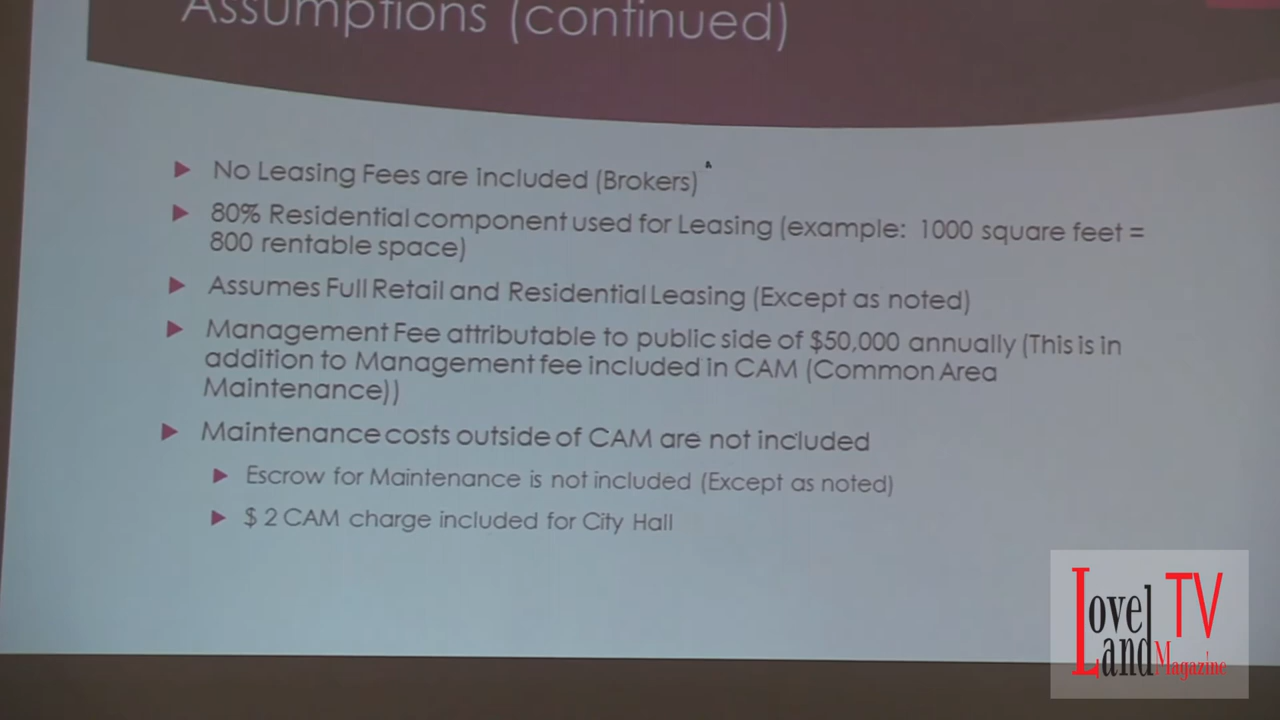 Assumptions (continued)
No Leasing Fees are included (Brokers)
80% Residential component used for Leasing (example: 1000 square feet =
800 rentable space)
Assumes Full Retail and Residential Leasing (Except as noted)
Management Fee attributable to public side of $50,000 annually (This is in
addition to Management fee included in CAM (Common Area
Maintenance))
Maintenance costs outside of CAM are not included
Escrow for Maintenance is not included (Except as noted)
$ 2 CAM charge included for City Hall
Lovel TV
Land Magazine